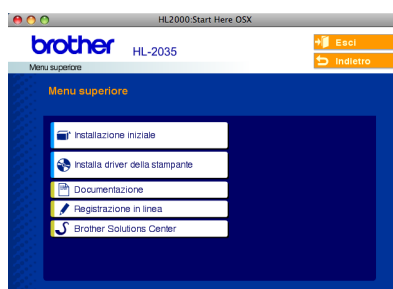 HL2000:Start Here OSX
brother
HL-2035
Esci
Indietro
Menu superiore
Menu superiore
Installazione iniziale
Installa driver della stampante
Documentazione
Registrazione in linea
Brother Solutions Center